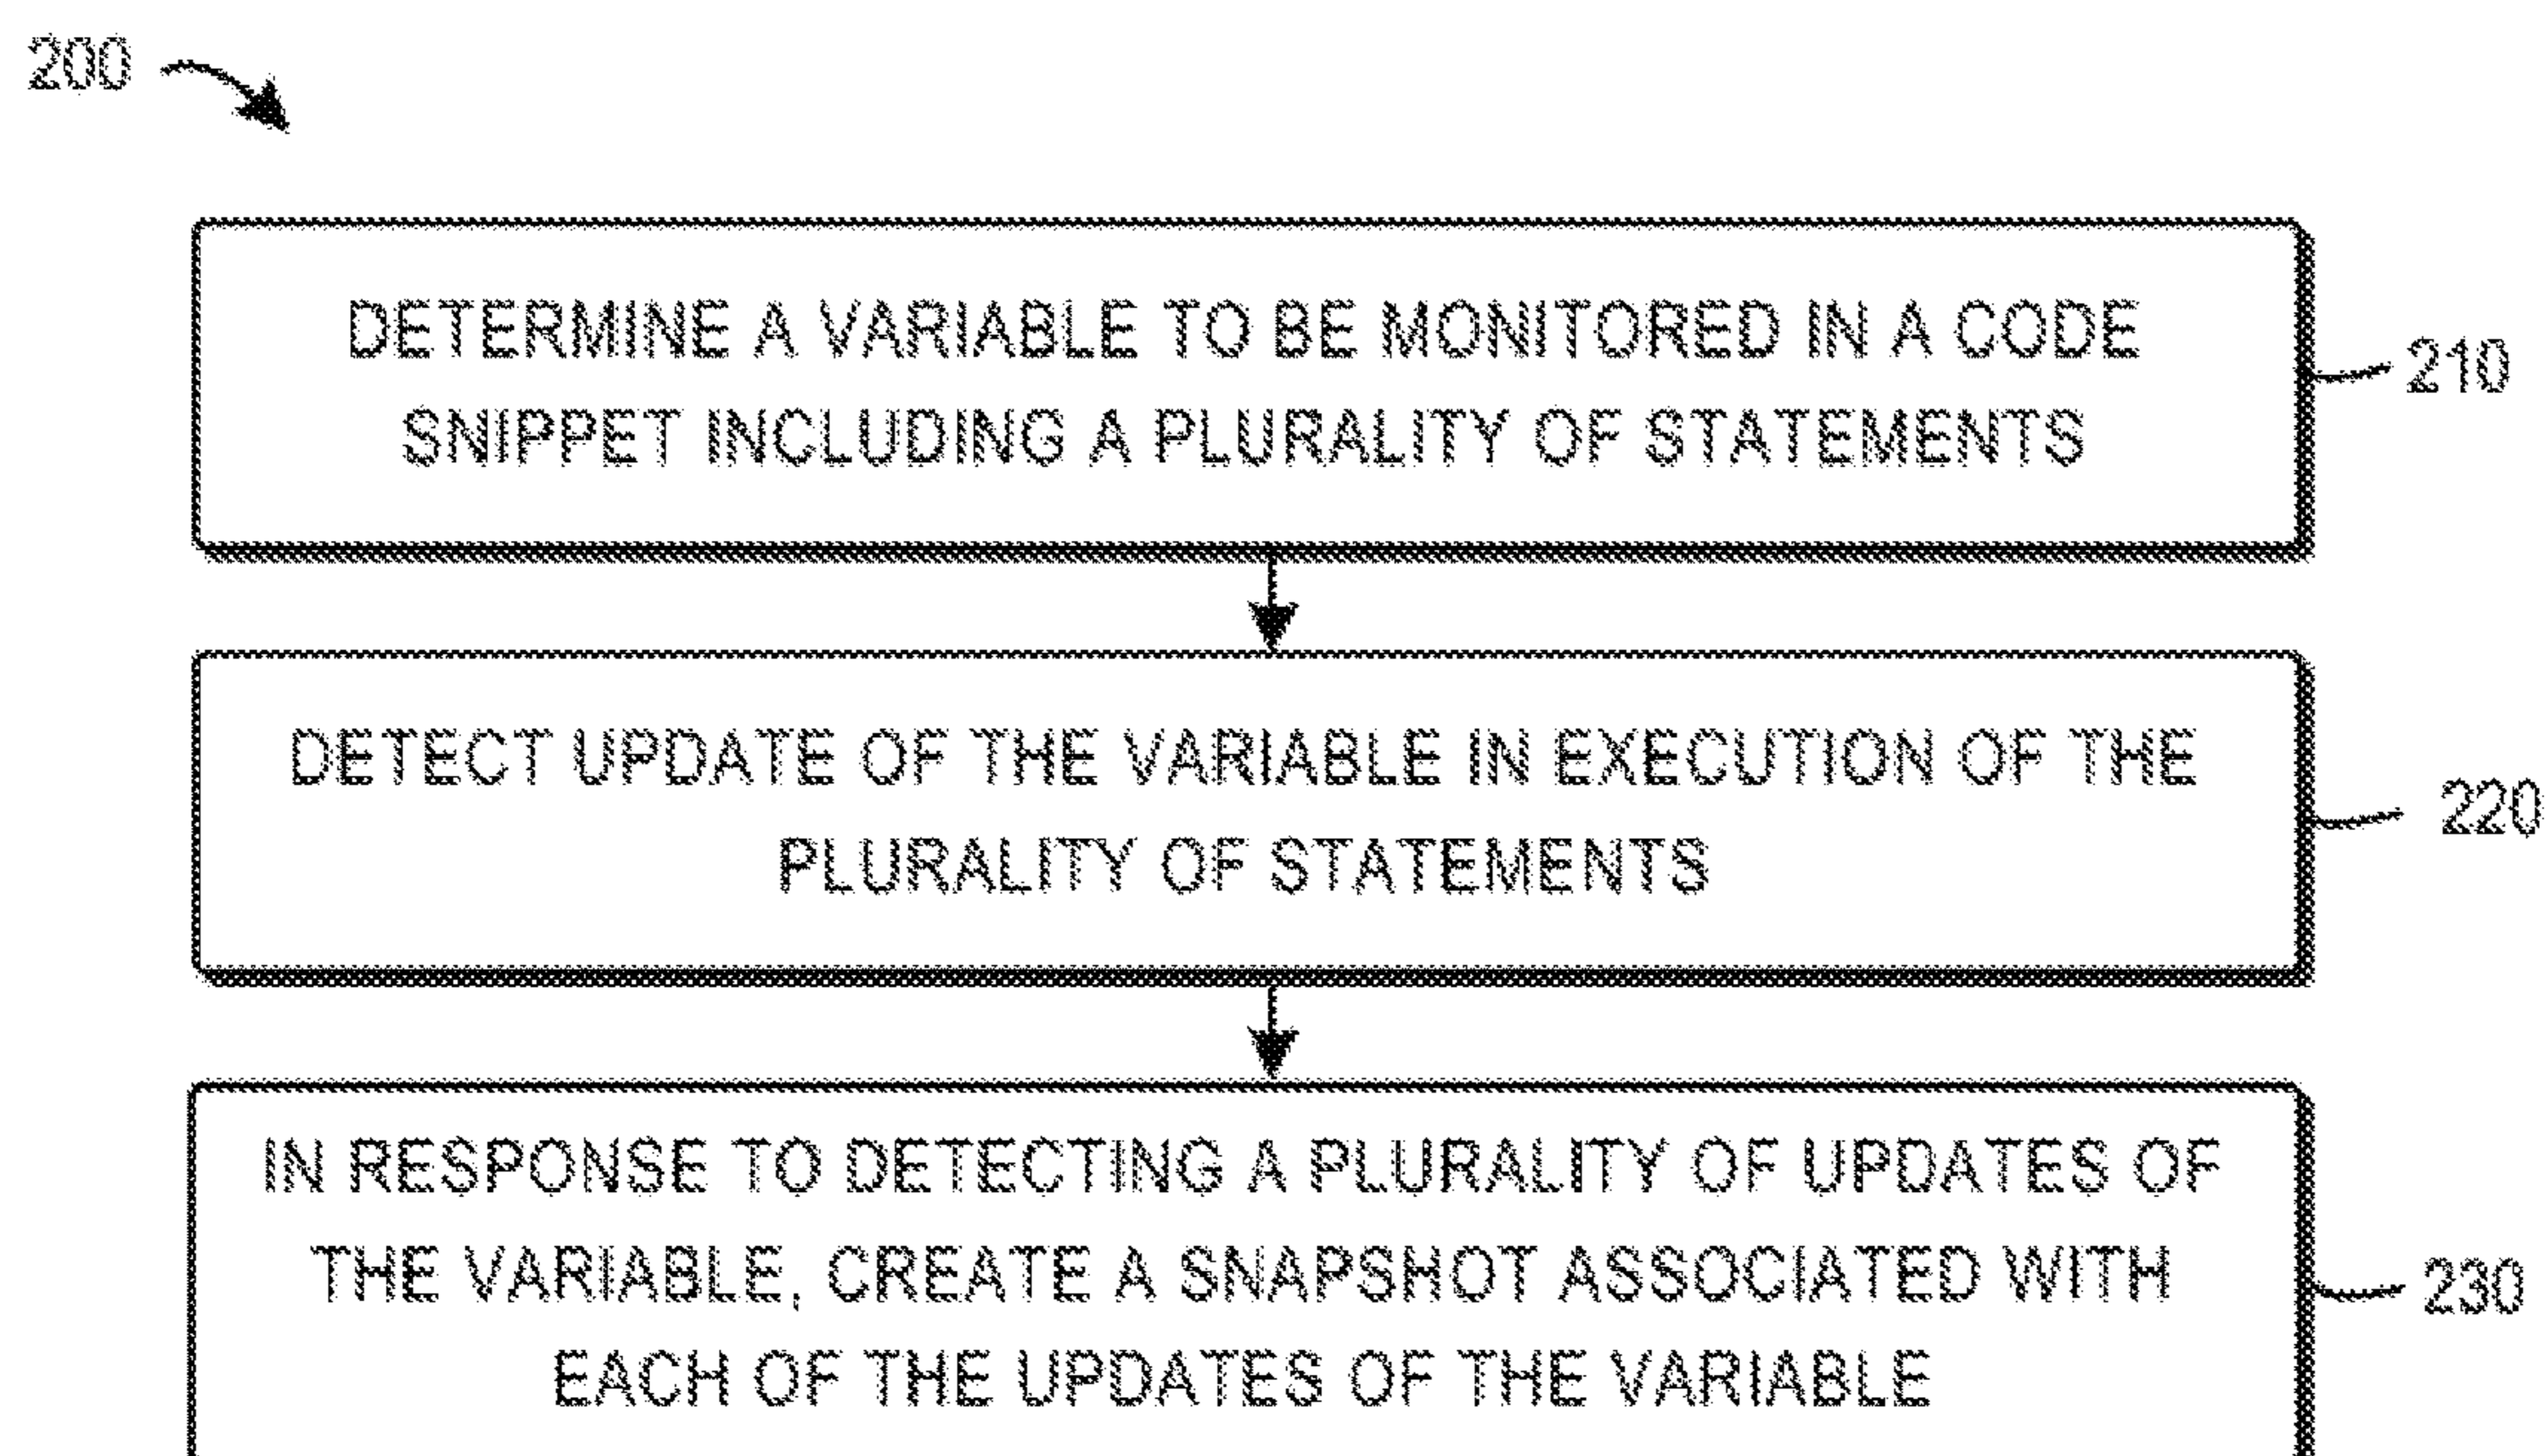 200
DETERMINE A VARIABLE TO BE MONITORED IN A CODE
SNIPPET INCLUDING A PLURALITY OF STATEMENTS
210
DETECT UPDATE OF THE VARIABLE IN EXECUTION OF THE
PLURALITY OF STATEMENTS
220
IN RESPONSE TO DETECTING A PLURALITY OF UPDATES OF
THE VARIABLE, CREATE A SNAPSHOT ASSOCIATED WITH
EACH OF THE UPDATES OF THE VARIABLE
230